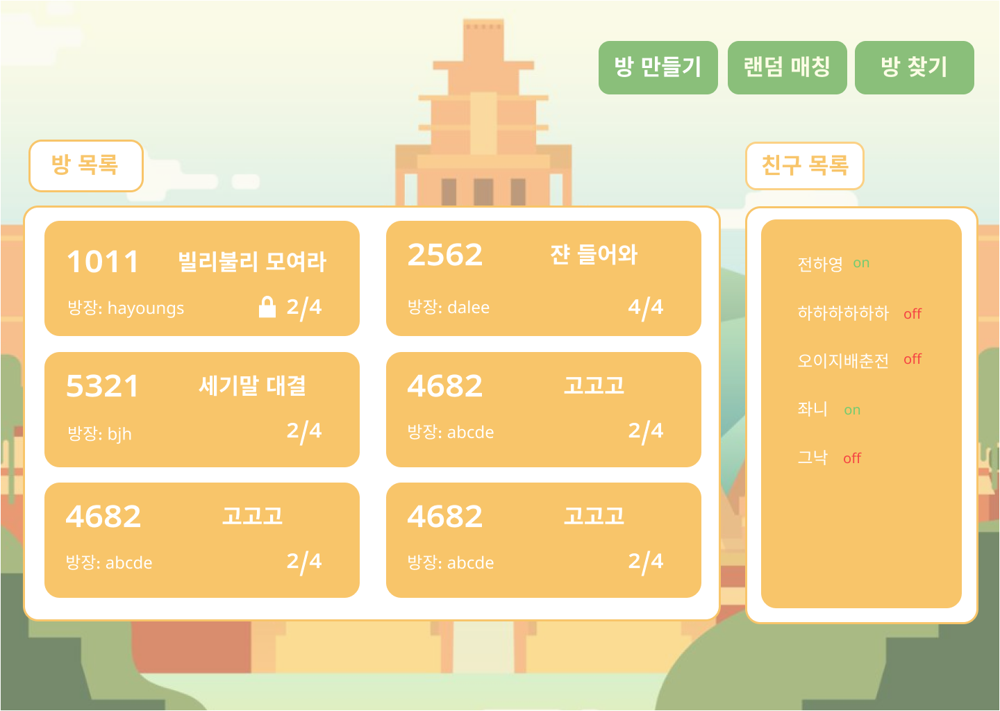 방 만들기
랜덤 매칭
방 찾기
방 목록
친구 목록
1011 빌리불리 모여라
방장: hayoungs 2/4
2562 쟌 들어와
방장: dalee 4/4
5321 세기말 대결
방장: bjh 2/4
4682 고고고
방장: abcde 2/4
4682 고고고
방장: abcde 2/4
4682 고고고
방장: abcde 2/4
전하영 on
하하하하하하 off
오이지배춘전 off
좌니 on
그낙 off